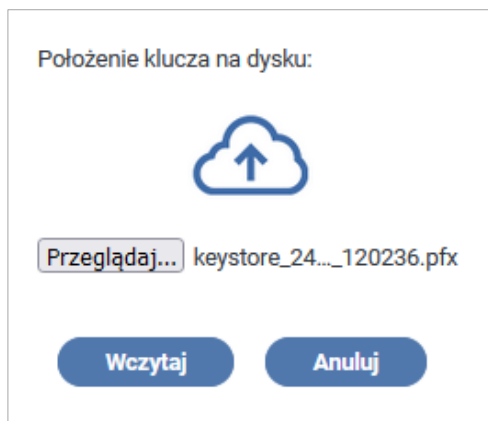 Położenie klucza na dysku:
Przeglądaj... keystore_24..._120236.pfx
Wczytaj Anuluj